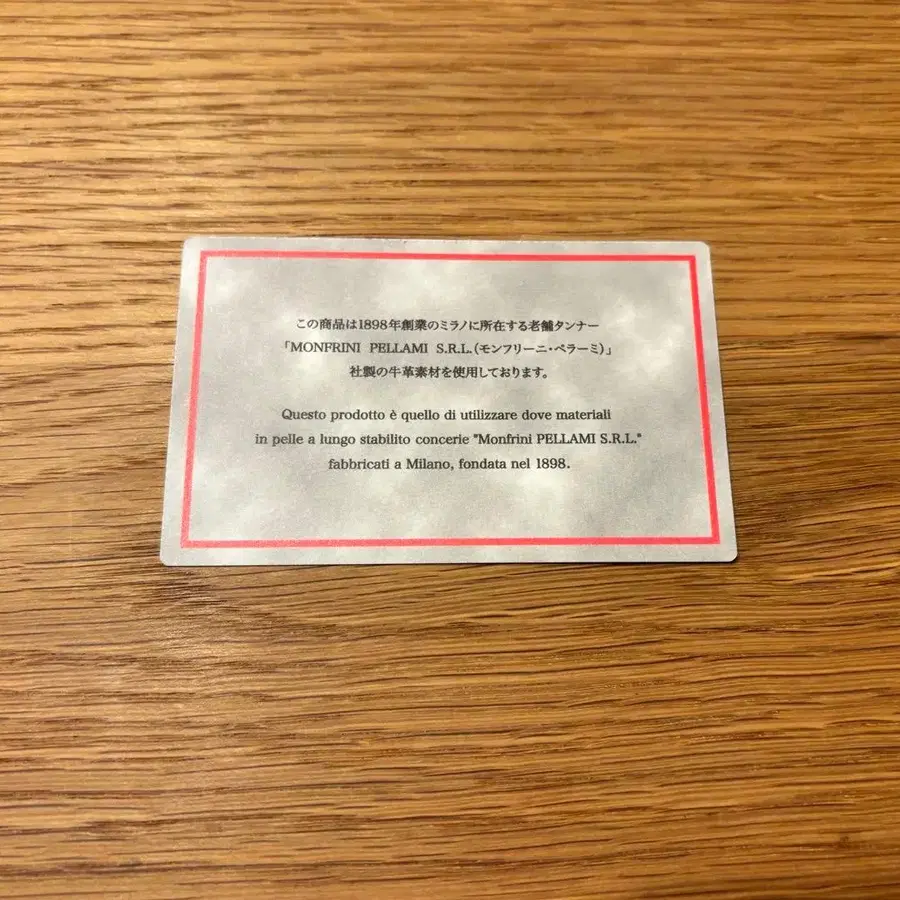 この商品は1898年創業のミラノに所在する老舗タンナー
「MONFRINI PELLAMI S.R.L.(モンフリーニ・ペラーミ)」
社製の牛革素材を使用しております。
Questo prodotto è quello di utilizzare dove materiali
in pelle a lungo stabilito concerie "Monfrini PELLAMI S.R.L."
fabbricati a Milano, fondata nel 1898.